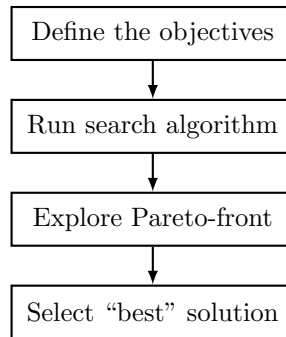 Define the objectives
Run search algorithm
Explore Pareto-front
Select “best” solution